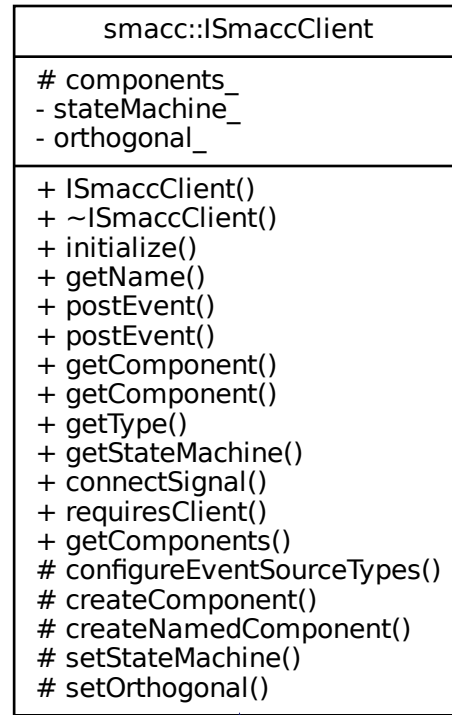 smacc::ISmaccClient
# components_
- stateMachine_
- orthogonal_
+ ISmaccClient()
+ ~ISmaccClient()
+ initialize()
+ getName()
+ postEvent()
+ postEvent()
+ getComponent()
+ getComponent()
+ getType()
+ getStateMachine()
+ connectSignal()
+ requiresClient()
+ getComponents()
# configureEventSourceTypes()
# createComponent()
# createNamedComponent()
# setStateMachine()
# setOrthogonal()